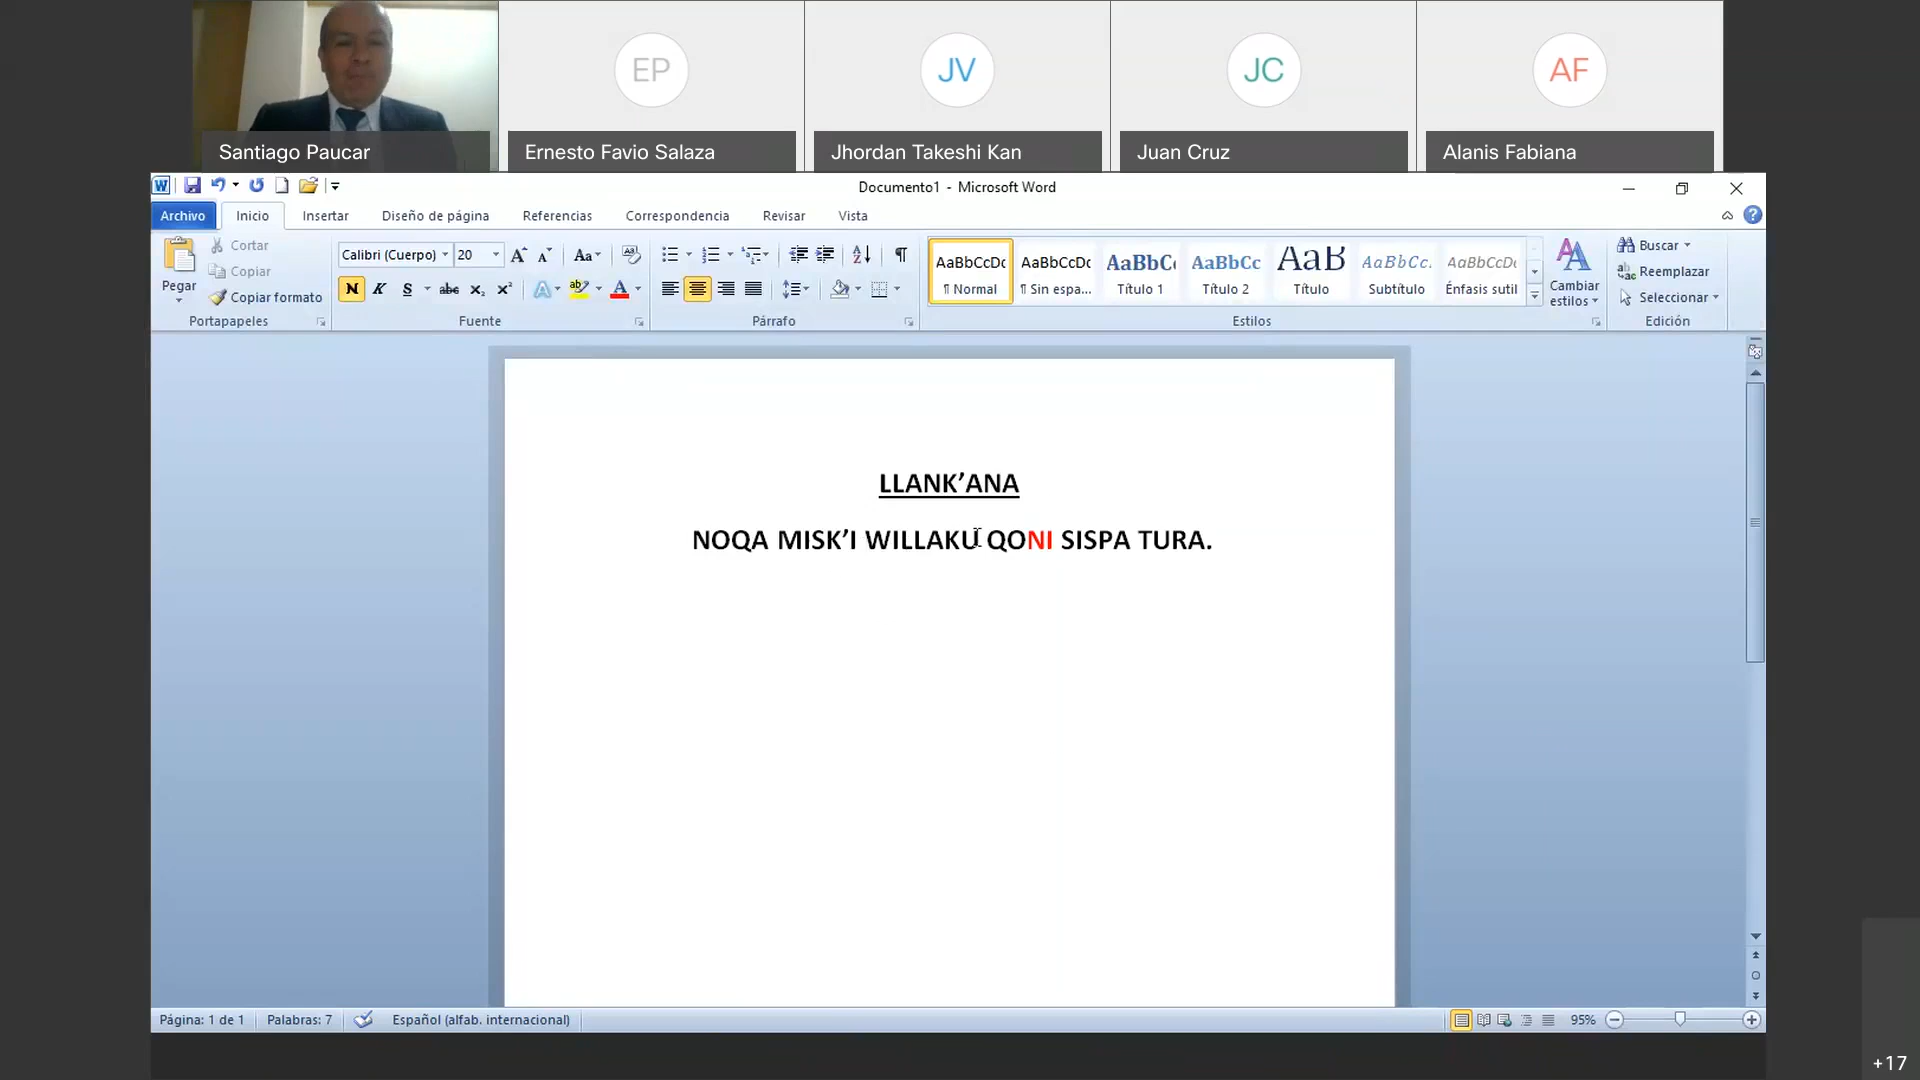 EP
JV
JC
AF
Santiago Paucar
Ernesto Favio Salaza
Jhordan Takeshi Kan
Juan Cruz
Alanis Fabiana
Documento1 - Microsoft Word
Archivo Inicio Insertar Diseño de página Referencias Correspondencia Revisar Vista
Pegar
Cortar
Copiar
Copiar formato
Portapapeles
Calibri (Cuerpo) 20
Fuente
Párrafo
AaBbCcDc AaBbCcDc AaBbC AaBbCc AaB AaBbCc. AaBbCcDc
¶ Normal ¶ Sin espa... Título 1 Título 2 Título Subtítulo Énfasis sutil
Cambiar estilos
Estilos
Buscar
Reemplazar
Seleccionar
Edición
LLANK’ANA
NOQA MISK’I WILLAKU QONI SISPA TURA.
Página: 1 de 1 Palabras: 7 Español (alfab. internacional) 95%
+17